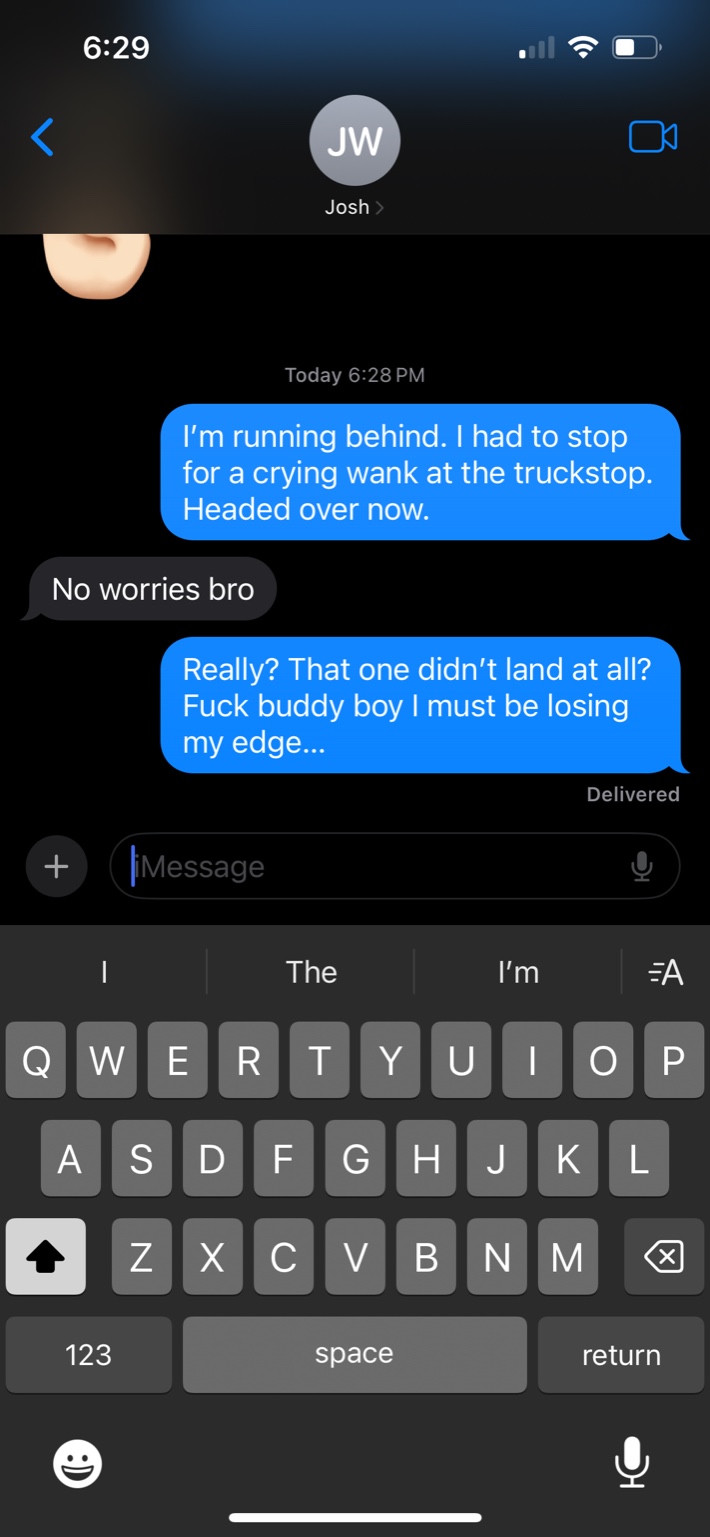 6:29
JW
Josh
Today 6:28 PM
I’m running behind. I had to stop
for a crying wank at the truckstop.
Headed over now.
No worries bro
Really? That one didn’t land at all?
Fuck buddy boy I must be losing
my edge...
Delivered
iMessage
I The I’m A
Q W E R T Y U I O P
A S D F G H J K L
Z X C V B N M
123 space return